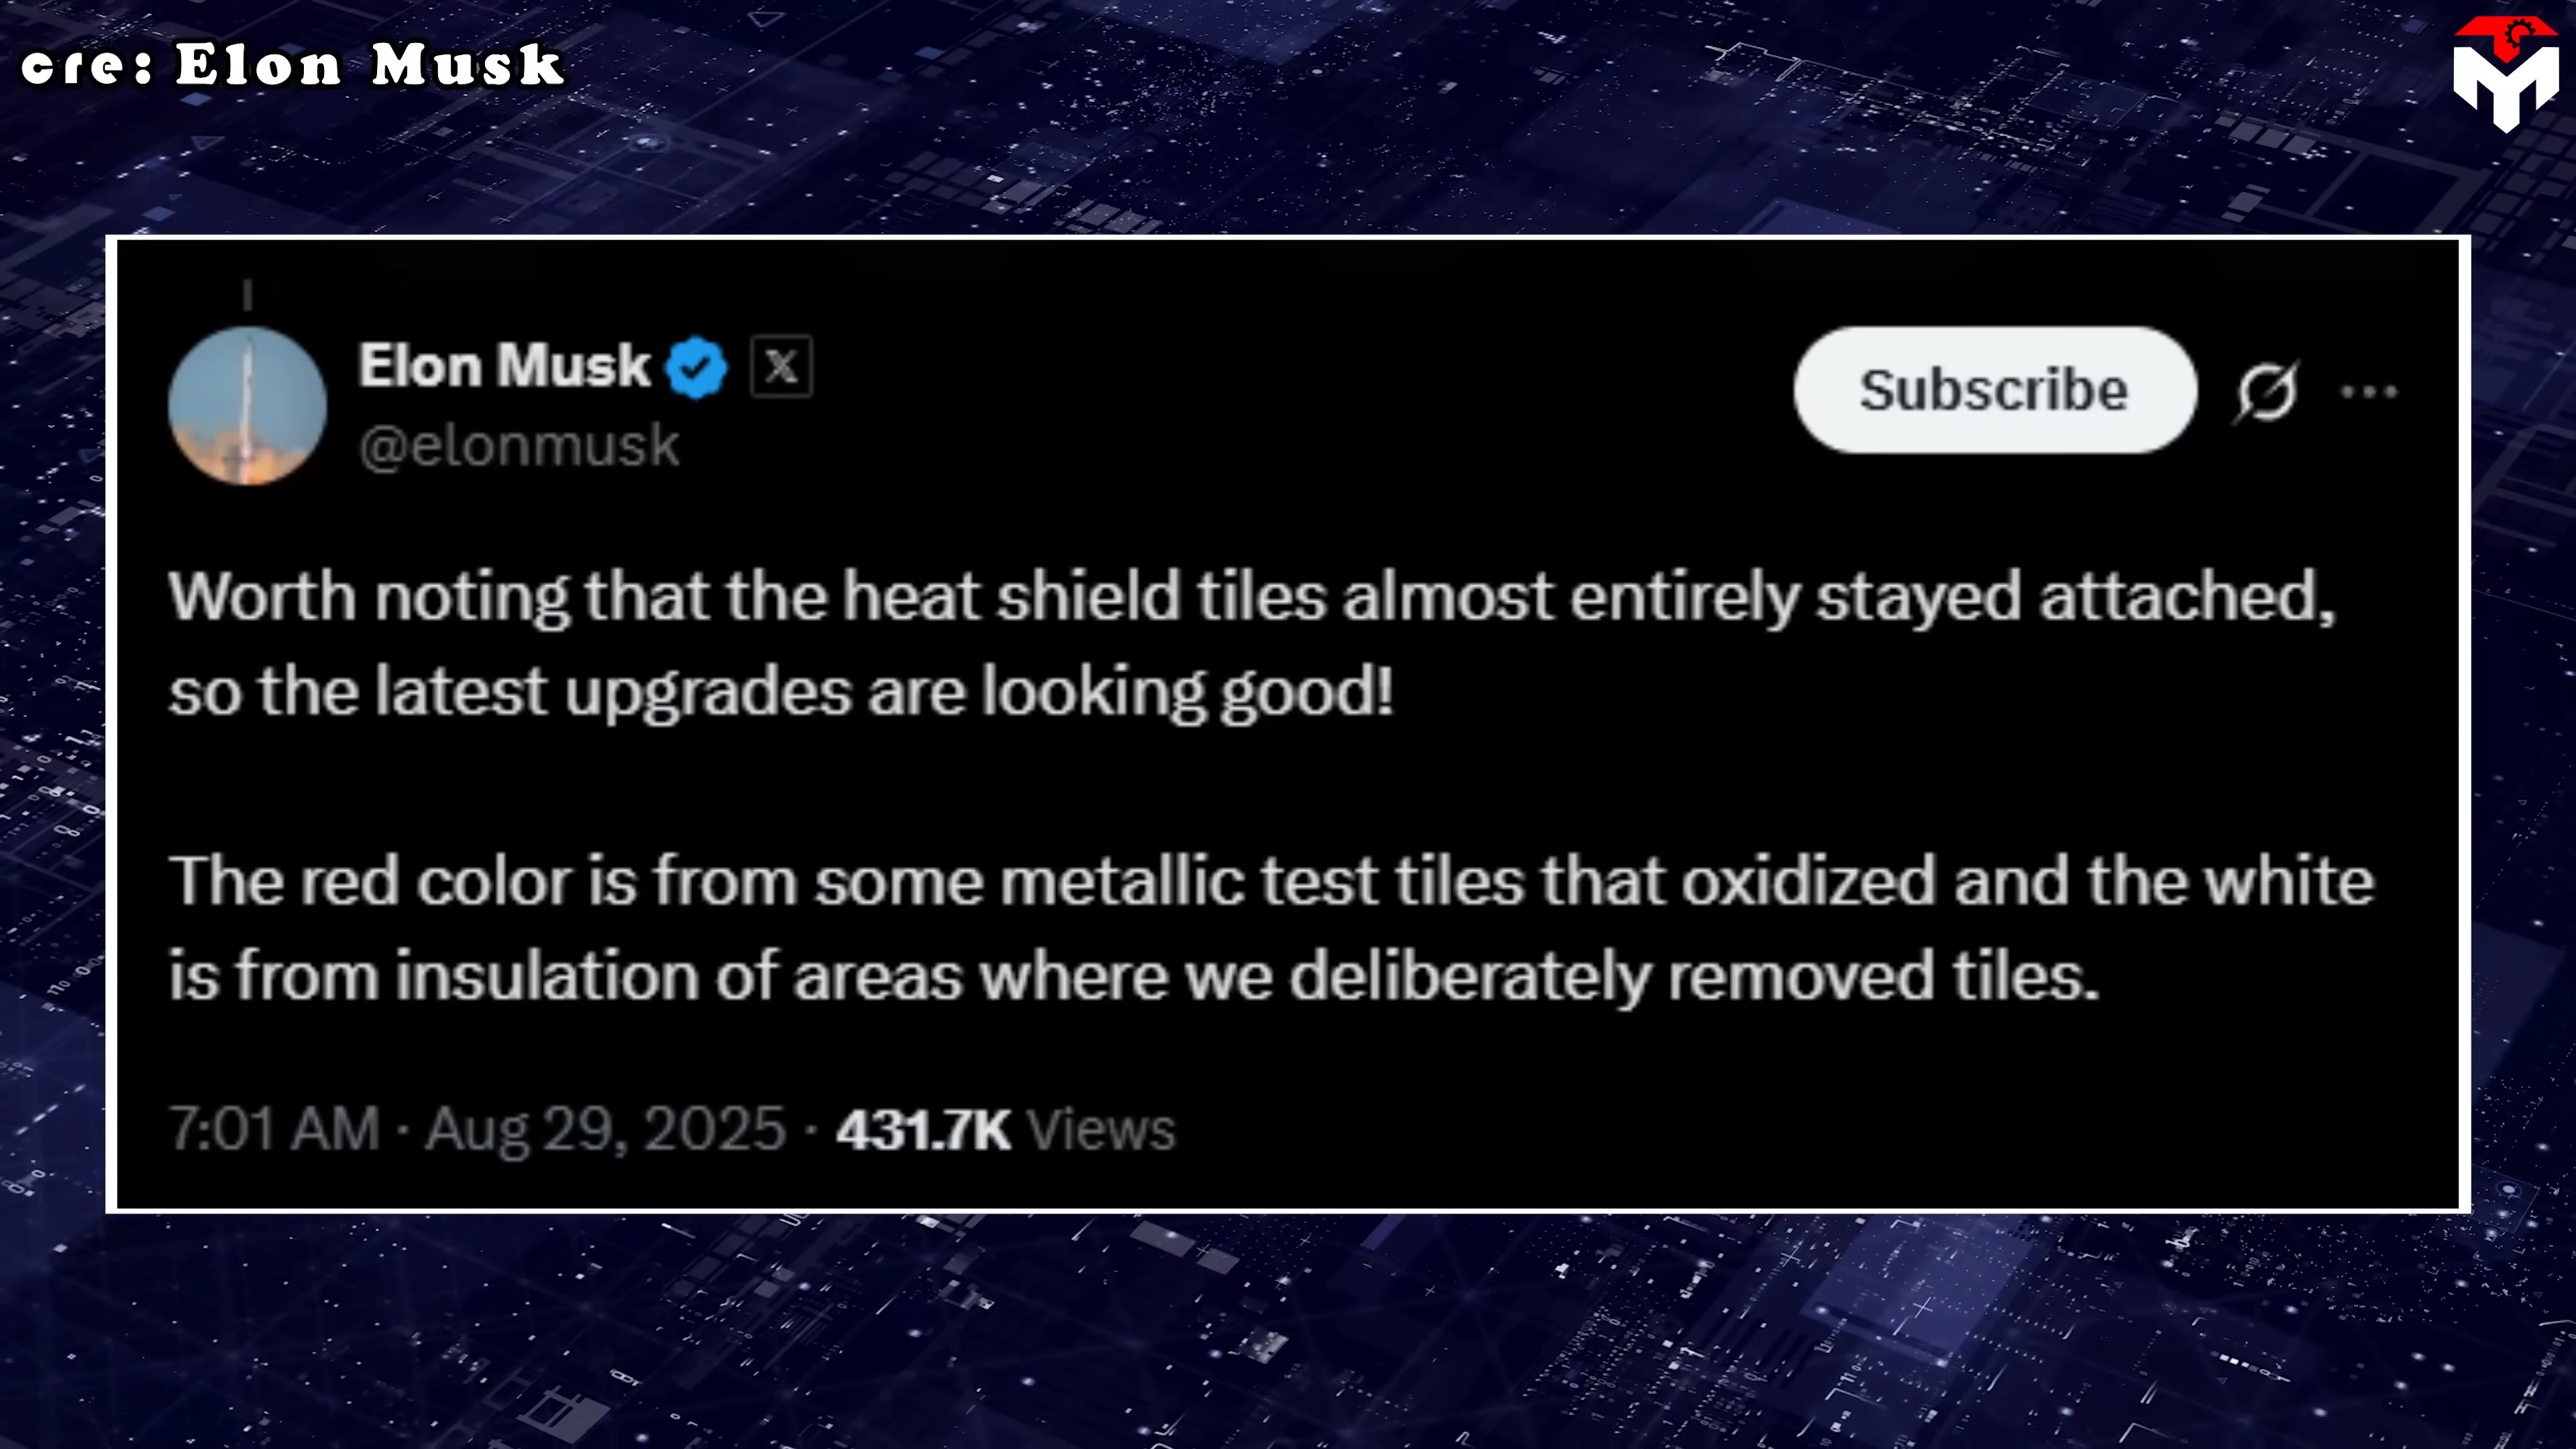 cre: Elon Musk
Elon Musk
@elonmusk
Subscribe
Worth noting that the heat shield tiles almost entirely stayed attached,
so the latest upgrades are looking good!
The red color is from some metallic test tiles that oxidized and the white
is from insulation of areas where we deliberately removed tiles.
7:01 AM · Aug 29, 2025 · 431.7K Views